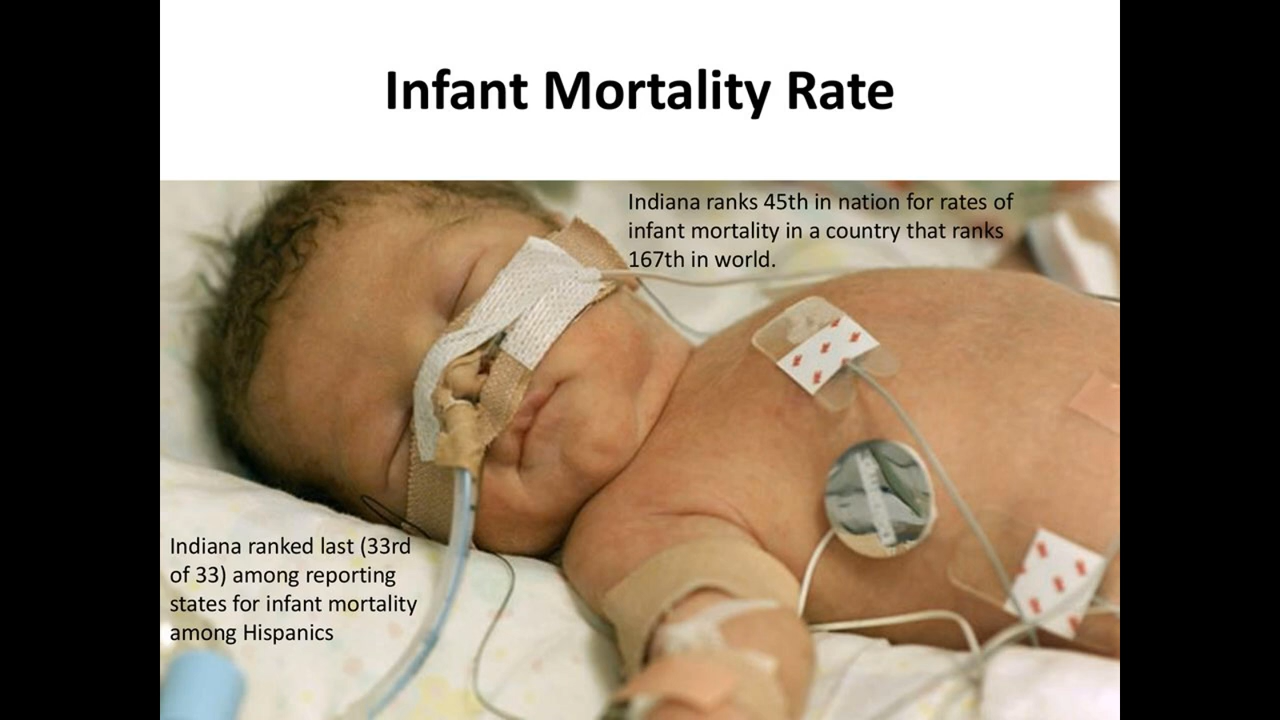 Infant Mortality Rate
Indiana ranks 45th in nation for rates of
infant mortality in a country that ranks
167th in world.
Indiana ranked last (33rd
of 33) among reporting
states for infant mortality
among Hispanics